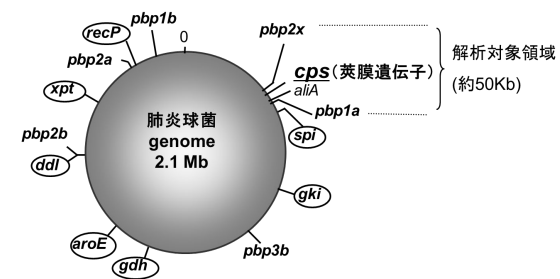 pbp1b
0
recP
pbp2x
pbp2a
cps(莢膜遺伝子)
aliA
解析対象領域
(約50Kb)
xpt
pbp1a
肺炎球菌
genome
2.1 Mb
spi
pbp2b
ddl
gki
aroE
pbp3b
gdh